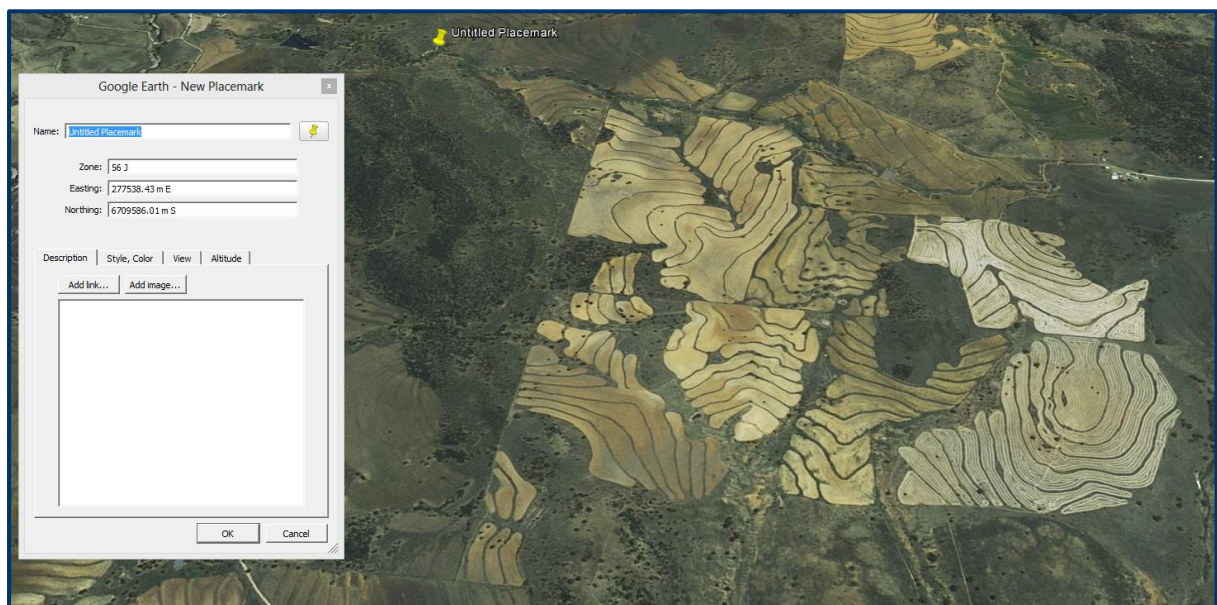 Untitled Placemark
Google Earth - New Placemark
x
Name: Untitled Placemark
Zone: 56 J
Easting: 277538.43 m E
Northing: 6709586.01 m S
Description Style, Color View Altitude
Add link... Add image...
OK Cancel